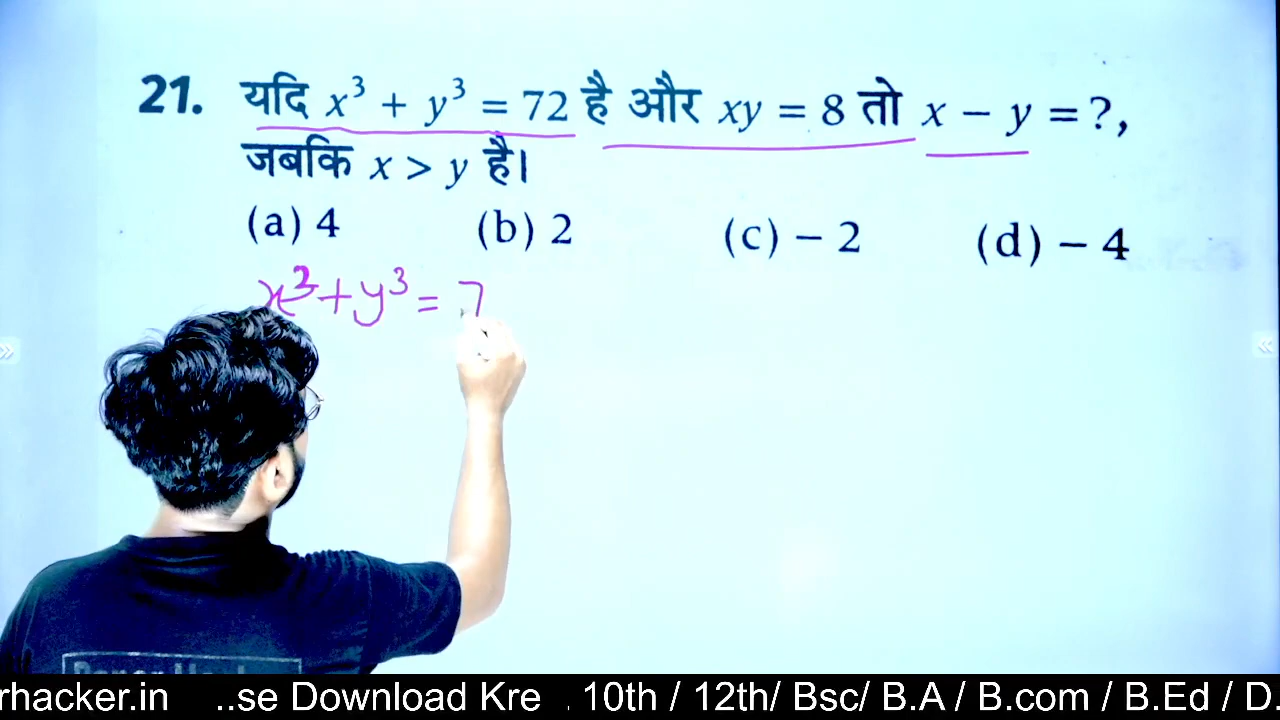 21. यदि x³ + y³ = 72 है और xy = 8 तो x − y = ?,
जबकि x > y है।
(a) 4 (b) 2 (c) − 2 (d) − 4
x³+y³ = 7
rhacker.in ..se Download Kre . 10th / 12th/ Bsc/ B.A / B.com / B.Ed / D.